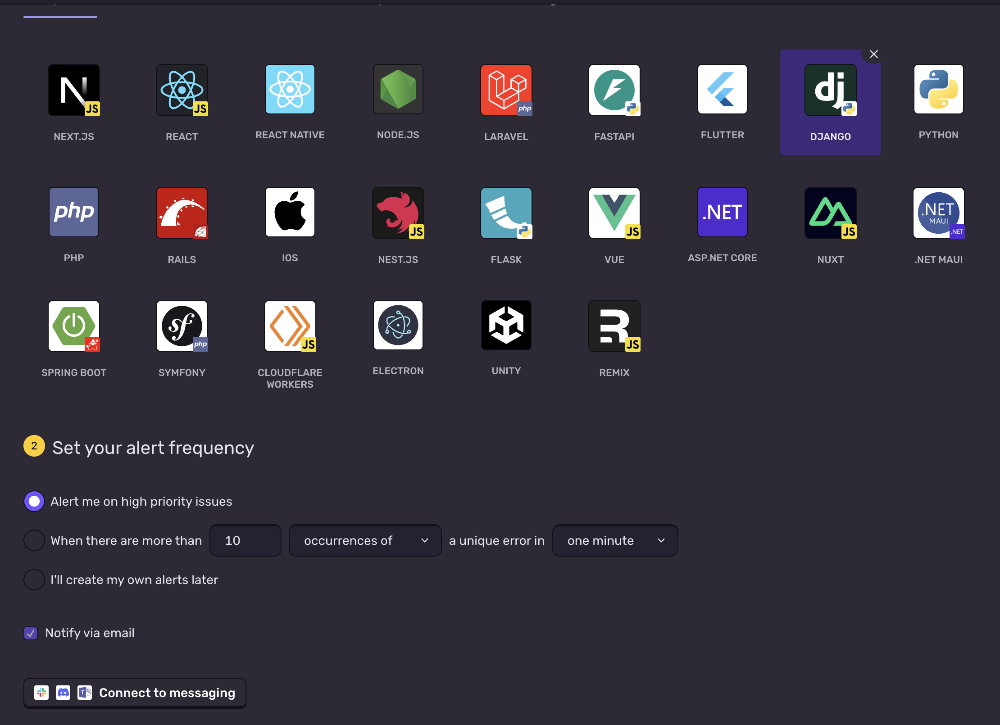 JS
JS
php
dj
NEXT.JS
REACT
REACT NATIVE
NODE.JS
LARAVEL
FASTAPI
FLUTTER
DJANGO
PYTHON
php
JS
JS
.NET
JS
.NET
MAUI
.NET
PHP
RAILS
IOS
NEST.JS
FLASK
VUE
ASP.NET CORE
NUXT
.NET MAUI
sf
php
JS
JS
SPRING BOOT
SYMFONY
CLOUDFLARE
WORKERS
ELECTRON
UNITY
REMIX
2 Set your alert frequency
Alert me on high priority issues
When there are more than 10 occurrences of a unique error in one minute
I'll create my own alerts later
Notify via email
Connect to messaging